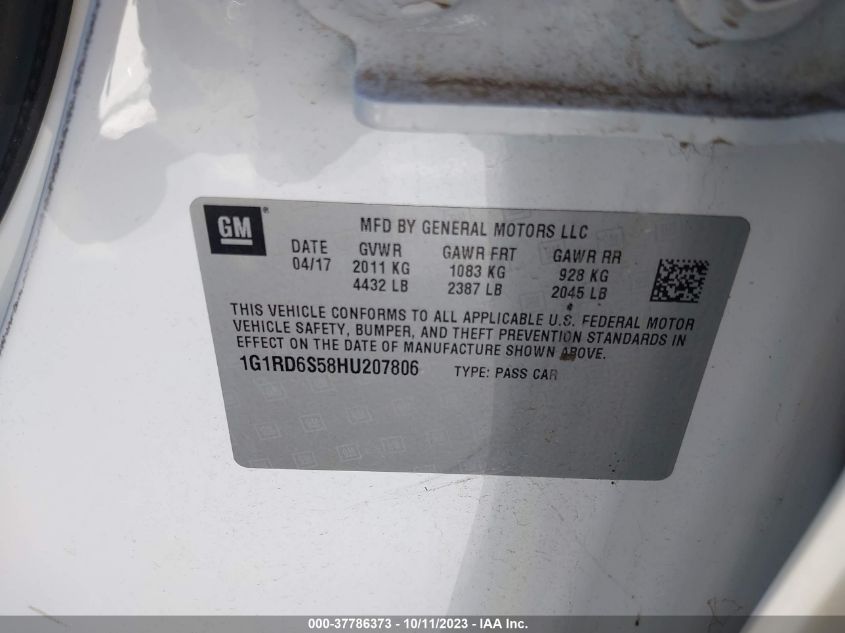 GM ®
MFD BY GENERAL MOTORS LLC
DATE GVWR GAWR FRT GAWR RR
04/17 2011 KG 1083 KG 928 KG
4432 LB 2387 LB 2045 LB
THIS VEHICLE CONFORMS TO ALL APPLICABLE U.S. FEDERAL MOTOR
VEHICLE SAFETY, BUMPER, AND THEFT PREVENTION STANDARDS IN
EFFECT ON THE DATE OF MANUFACTURE SHOWN ABOVE.
1G1RD6S58HU207806 TYPE: PASS CAR
000-37786373 - 10/11/2023 - IAA Inc.